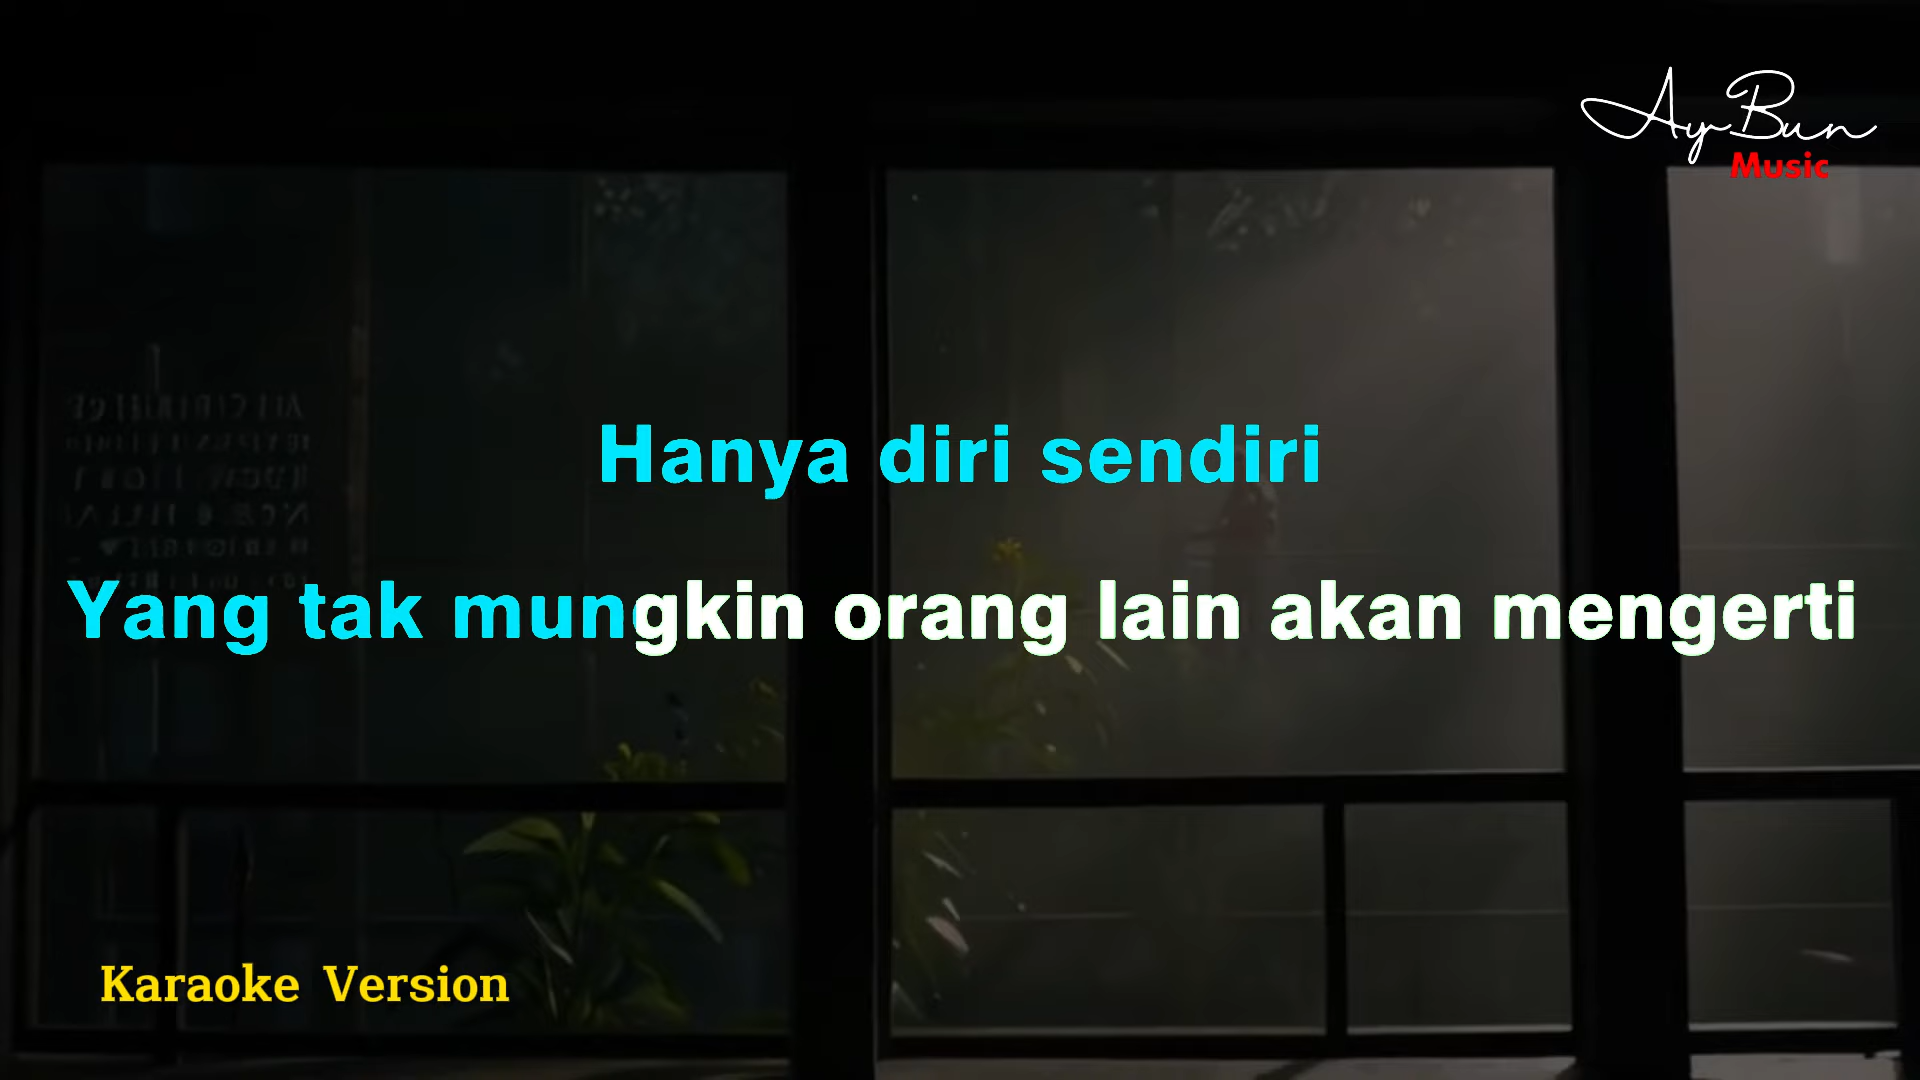 AyBun
Music
Hanya diri sendiri
Yang tak mungkin orang lain akan mengerti
Karaoke Version